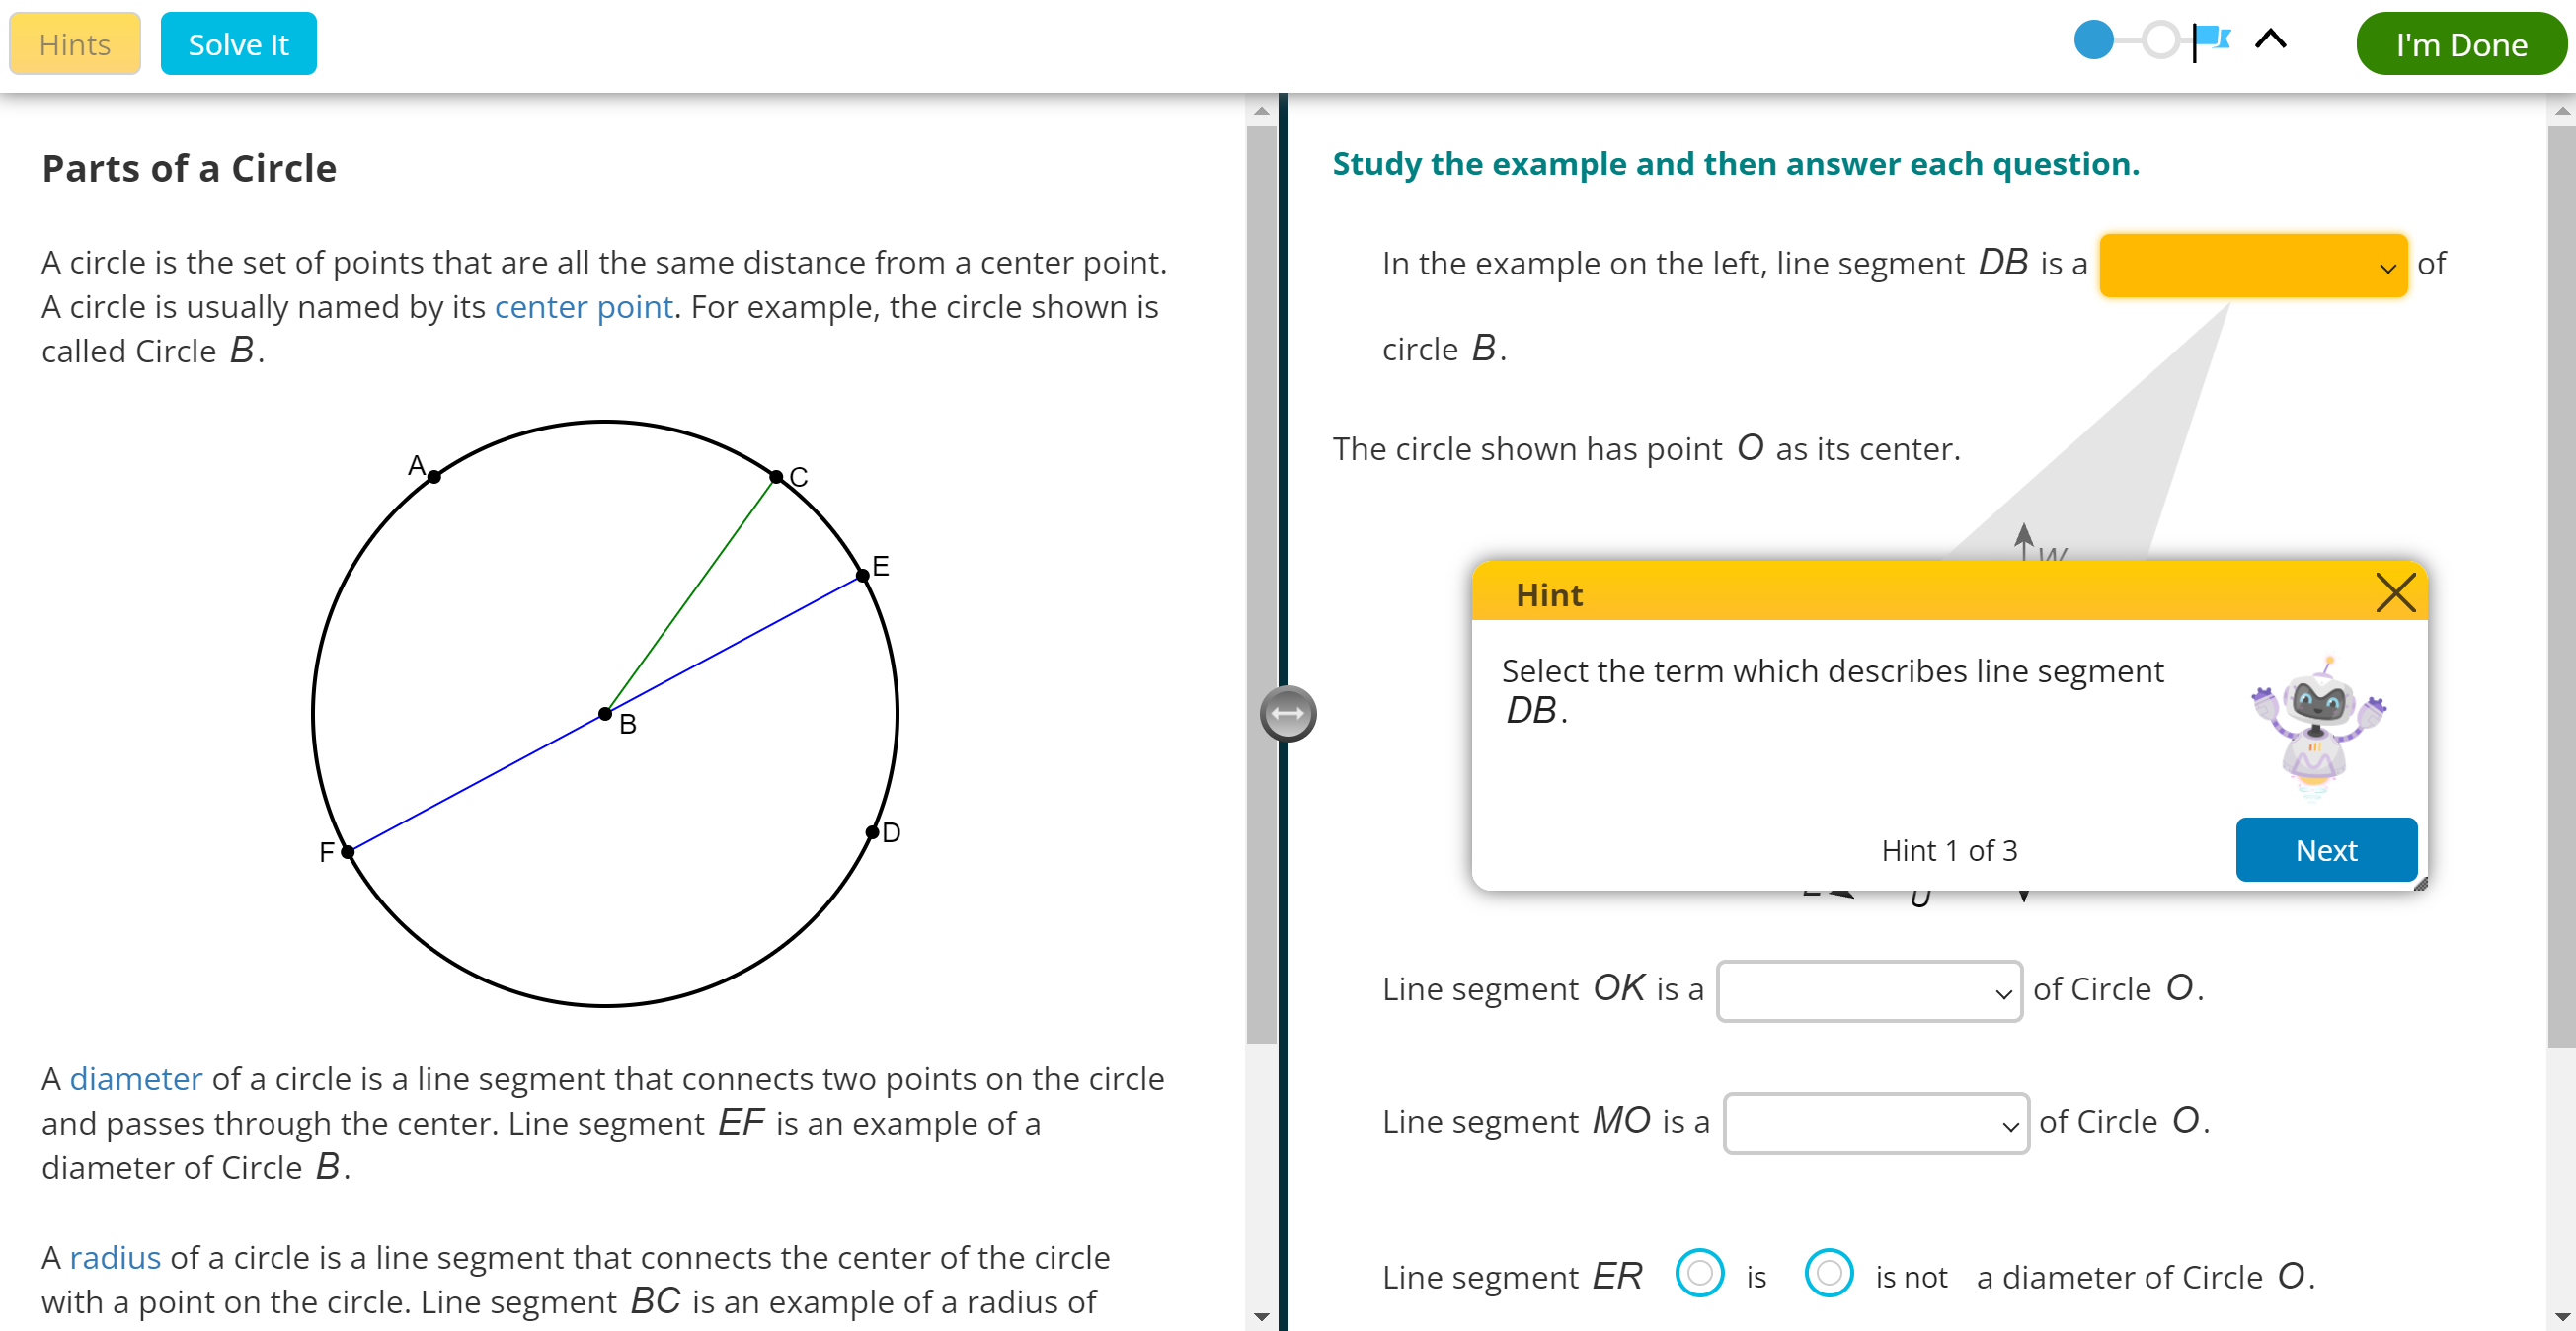 Hints
Solve It
I'm Done
Parts of a Circle
A circle is the set of points that are all the same distance from a center point.
A circle is usually named by its center point. For example, the circle shown is
called Circle B.
A
C
E
B
D
F
A diameter of a circle is a line segment that connects two points on the circle
and passes through the center. Line segment EF is an example of a
diameter of Circle B.
A radius of a circle is a line segment that connects the center of the circle
with a point on the circle. Line segment BC is an example of a radius of
Study the example and then answer each question.
In the example on the left, line segment DB is a of
circle B.
The circle shown has point O as its center.
W
Hint
Select the term which describes line segment
DB.
Hint 1 of 3
Next
Line segment OK is a of Circle O.
Line segment MO is a of Circle O.
Line segment ER is is not a diameter of Circle O.